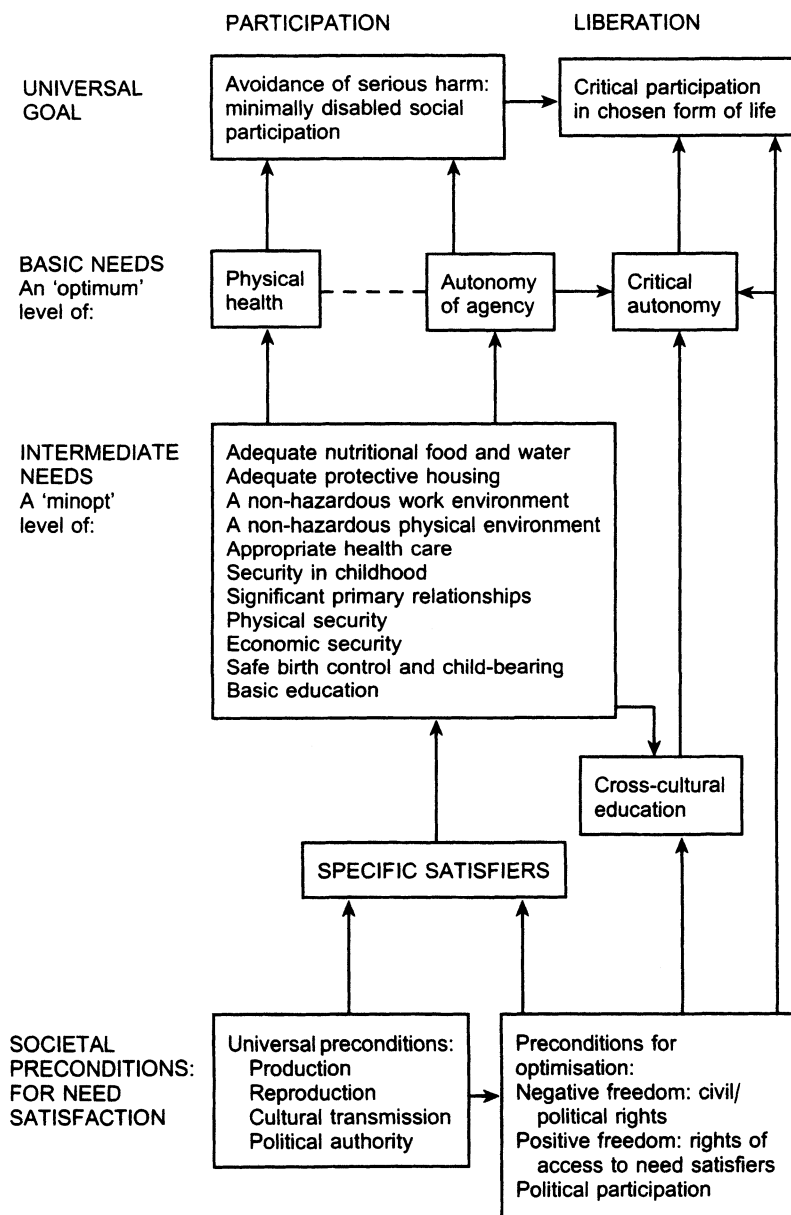 PARTICIPATION
LIBERATION
UNIVERSAL
GOAL
Avoidance of serious harm:
minimally disabled social
participation
Critical participation
in chosen form of life
BASIC NEEDS
An 'optimum'
level of:
Physical
health
Autonomy
of agency
Critical
autonomy
INTERMEDIATE
NEEDS
A 'minopt'
level of:
Adequate nutritional food and water
Adequate protective housing
A non-hazardous work environment
A non-hazardous physical environment
Appropriate health care
Security in childhood
Significant primary relationships
Physical security
Economic security
Safe birth control and child-bearing
Basic education
Cross-cultural
education
SPECIFIC SATISFIERS
SOCIETAL
PRECONDITIONS:
FOR NEED
SATISFACTION
Universal preconditions:
Production
Reproduction
Cultural transmission
Political authority
Preconditions for
optimisation:
Negative freedom: civil/
political rights
Positive freedom: rights of
access to need satisfiers
Political participation